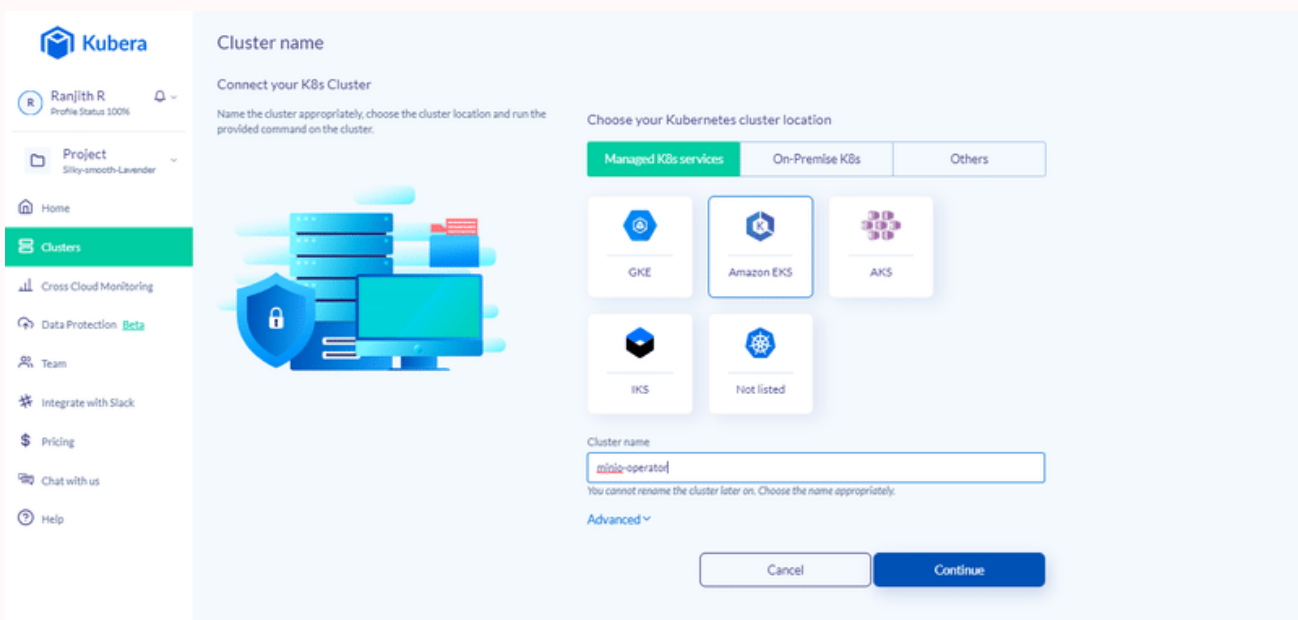 Kubera
R
Ranjith R
Profile Status 100%
Project
Silky-smooth-Lavender
Home
Clusters
Cross Cloud Monitoring
Data Protection Beta
Team
Integrate with Slack
Pricing
Chat with us
Help
Cluster name
Connect your K8s Cluster
Name the cluster appropriately, choose the cluster location and run the
provided command on the cluster.
Choose your Kubernetes cluster location
Managed K8s services
On-Premise K8s
Others
K
GKE
Amazon EKS
AKS
IKS
Not listed
Cluster name
minio-operator
You cannot rename the cluster later on. Choose the name appropriately.
Advanced
Cancel
Continue